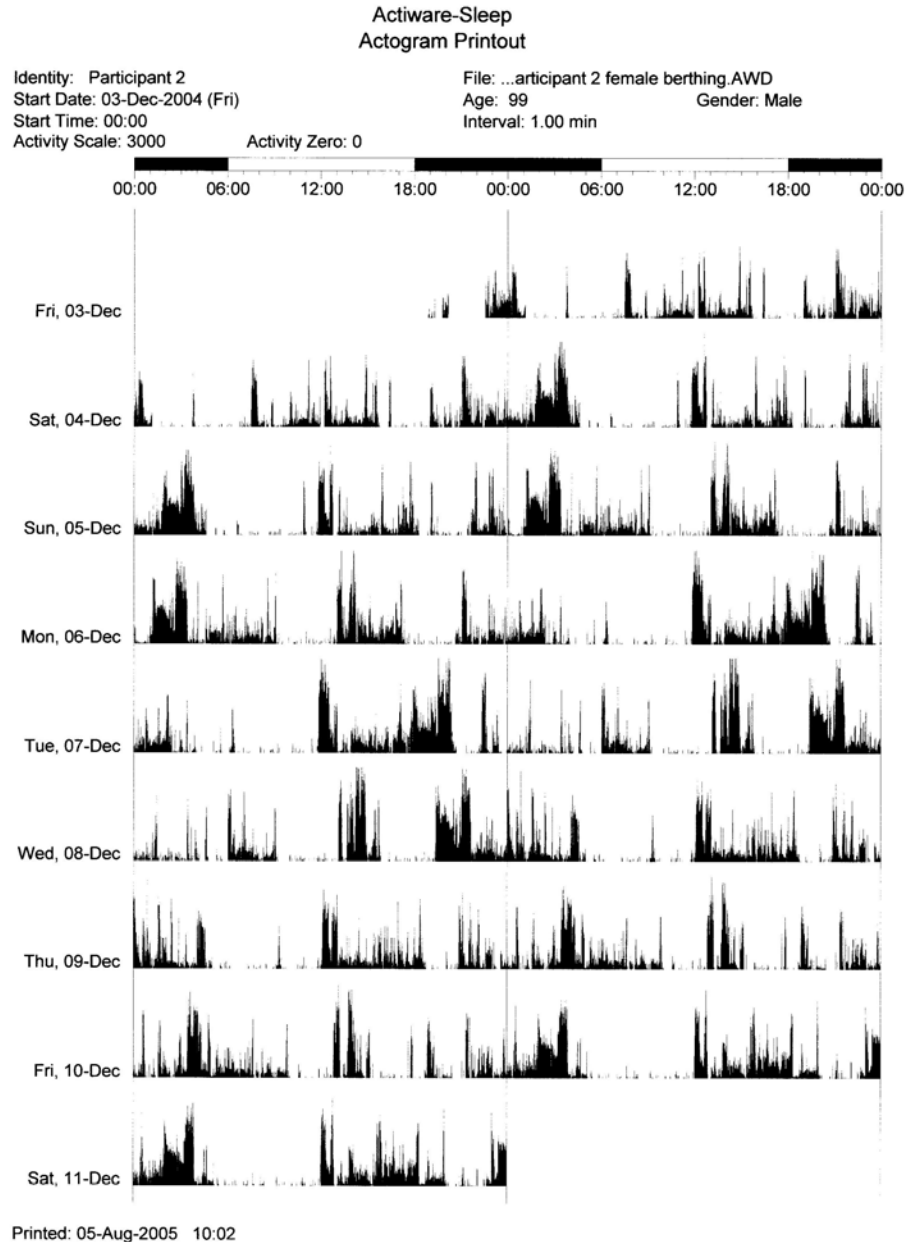 Actiware-Sleep
Actogram Printout
Identity: Participant 2 File: ...articipant 2 female berthing.AWD
Start Date: 03-Dec-2004 (Fri) Age: 99 Gender: Male
Start Time: 00:00 Interval: 1.00 min
Activity Scale: 3000 Activity Zero: 0
00:00 06:00 12:00 18:00 00:00 06:00 12:00 18:00 00:00
Fri, 03-Dec
Sat, 04-Dec
Sun, 05-Dec
Mon, 06-Dec
Tue, 07-Dec
Wed, 08-Dec
Thu, 09-Dec
Fri, 10-Dec
Sat, 11-Dec
Printed: 05-Aug-2005 10:02